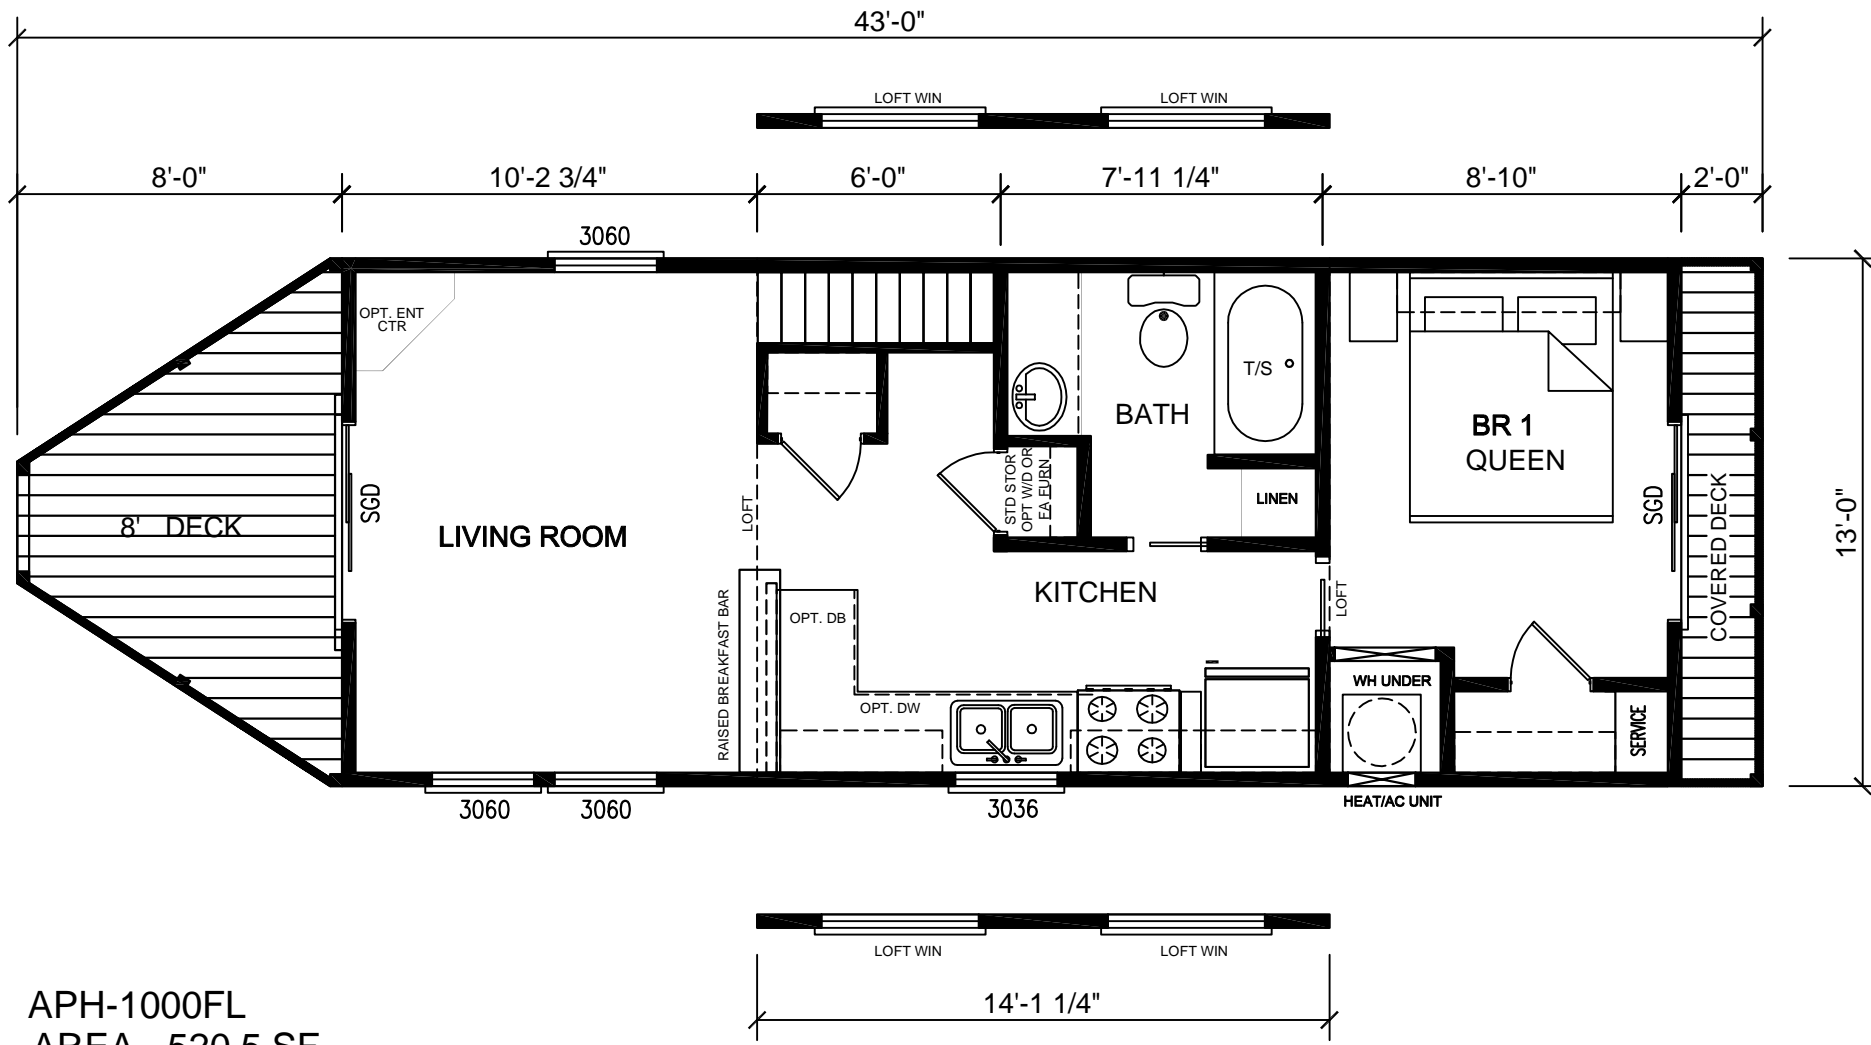 43'-0"
LOFT WIN
LOFT WIN
8'-0"
10'-2 3/4"
6'-0"
7'-11 1/4"
8'-10"
2'-0"
3060
OPT. ENT
CTR
T/S
BATH
BR 1
QUEEN
SGD
LIVING ROOM
8' DECK
LOFT
STD STOR
OPT W/D OR
EA FURN
LINEN
SGD
COVERED DECK
13'-0"
KITCHEN
LOFT
RAISED BREAKFAST BAR
OPT. DB
OPT. DW
WH UNDER
SERVICE
3060
3060
3036
HEAT/AC UNIT
LOFT WIN
LOFT WIN
14'-1 1/4"
APH-1000FL
AREA - 520.5 SF